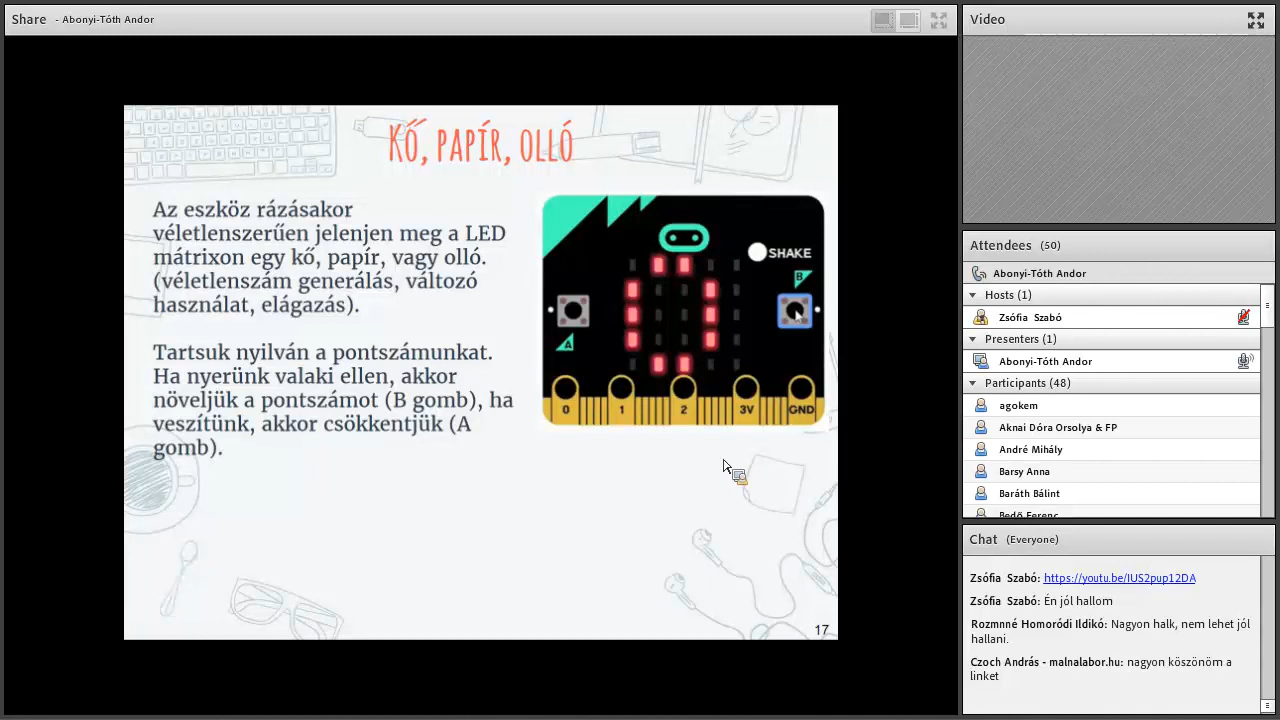 Share - Abonyi-Tóth Andor
KŐ, PAPÍR, OLLÓ
Az eszköz rázásakor
véletlenszerűen jelenjen meg a LED
mátrixon egy kő, papír, vagy olló.
(véletlenszám generálás, változó
használat, elágazás).
Tartsuk nyilván a pontszámunkat.
Ha nyerünk valaki ellen, akkor
növeljük a pontszámot (B gomb), ha
veszítünk, akkor csökkentjük (A
gomb).
SHAKE
B
A
0 1 2 3V GND
17
Video
Attendees (50)
Abonyi-Tóth Andor
Hosts (1)
Zsófia Szabó
Presenters (1)
Abonyi-Tóth Andor
Participants (48)
agokem
Aknai Dóra Orsolya & FP
André Mihály
Barsy Anna
Baráth Bálint
Bedő Ferenc
Chat (Everyone)
Zsófia Szabó: https://youtu.be/IUS2pup12DA
Zsófia Szabó: Én jól hallom
Rozmnné Homoródi Ildikó: Nagyon halk, nem lehet jól
hallani.
Czoch András - malnalabor.hu: nagyon köszönöm a
linket